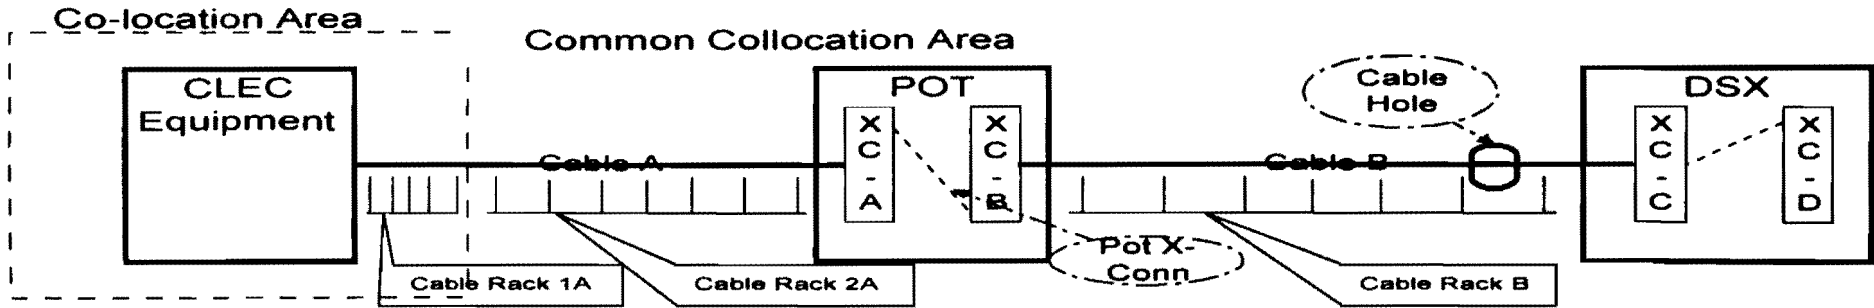 Co-location Area
Common Collocation Area
CLEC
Equipment
POT
Cable
Hole
DSX
X
C
-
A
X
C
-
B
X
C
-
C
X
C
-
D
Cable A
Cable B
Pot X-
Conn
Cable Rack 1A
Cable Rack 2A
Cable Rack B